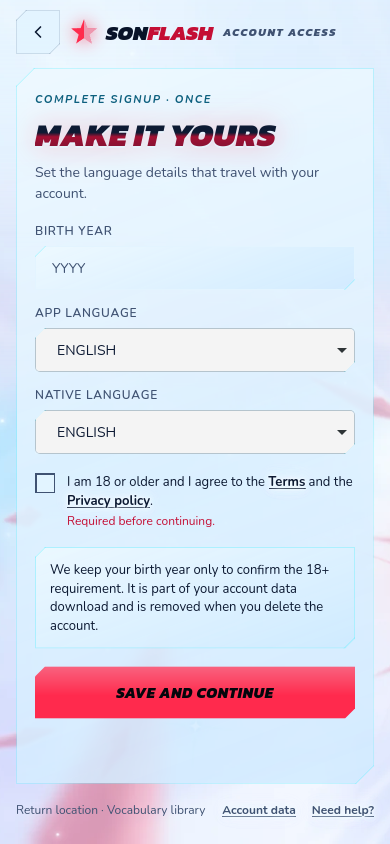 SONFLASH ACCOUNT ACCESS
COMPLETE SIGNUP · ONCE
MAKE IT YOURS
Set the language details that travel with your
account.
BIRTH YEAR
YYYY
APP LANGUAGE
ENGLISH
NATIVE LANGUAGE
ENGLISH
I am 18 or older and I agree to the Terms and the
Privacy policy.
Required before continuing.
We keep your birth year only to confirm the 18+
requirement. It is part of your account data
download and is removed when you delete the
account.
SAVE AND CONTINUE
Return location · Vocabulary library Account data Need help?